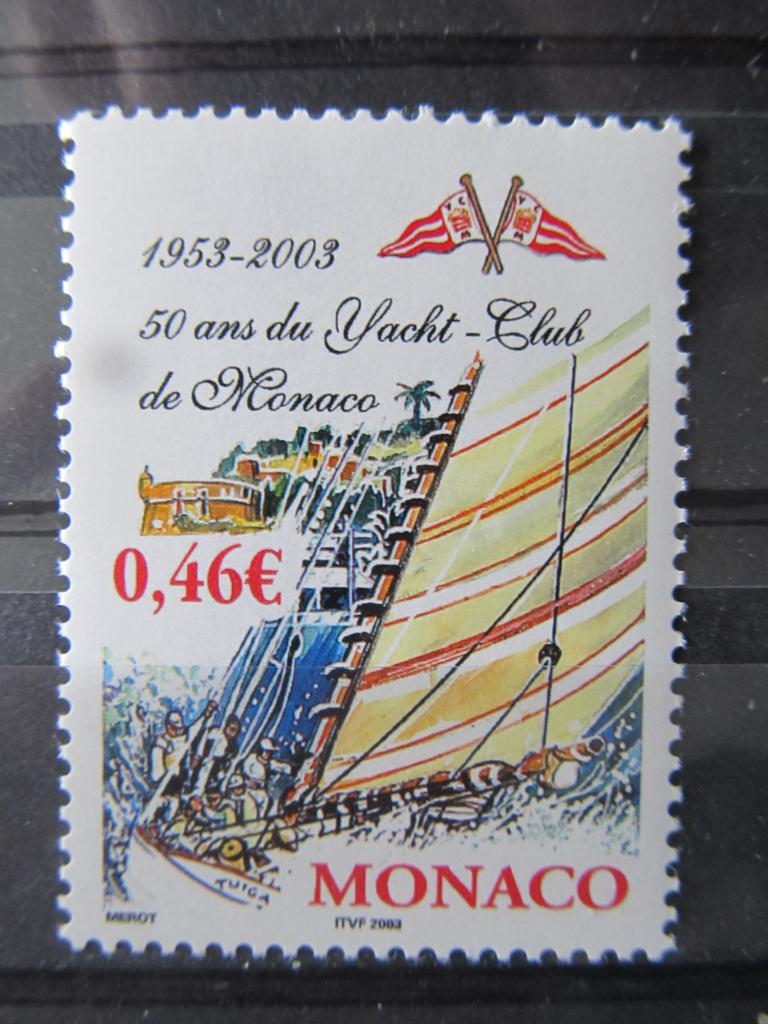 Y C M
Y C M
1953-2003
50 ans du Yacht-Club
de Monaco
0,46€
TUIGA
MONACO
MEROT
ITVF 2003